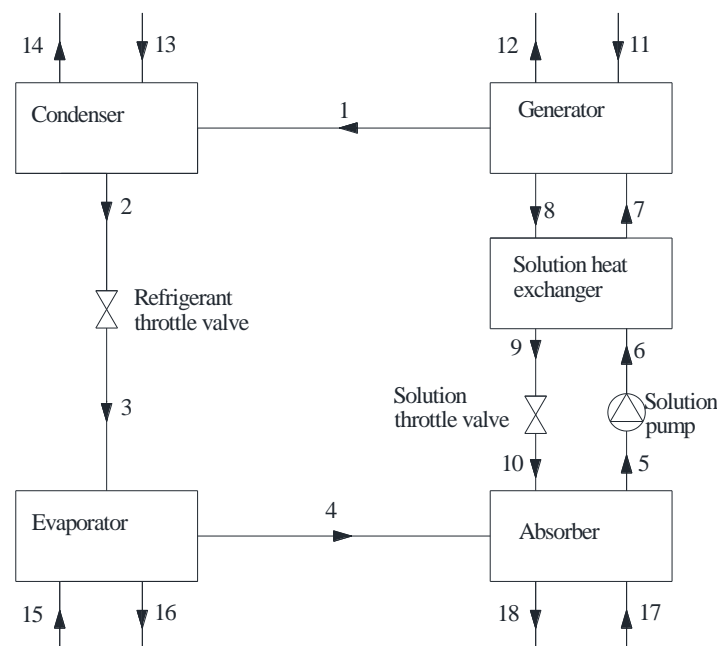 14
13
12
11
Condenser
1
Generator
2
8
7
Solution heat
exchanger
Refrigerant
throttle valve
9
6
3
Solution
throttle valve
Solution
pump
10
5
Evaporator
4
Absorber
15
16
18
17